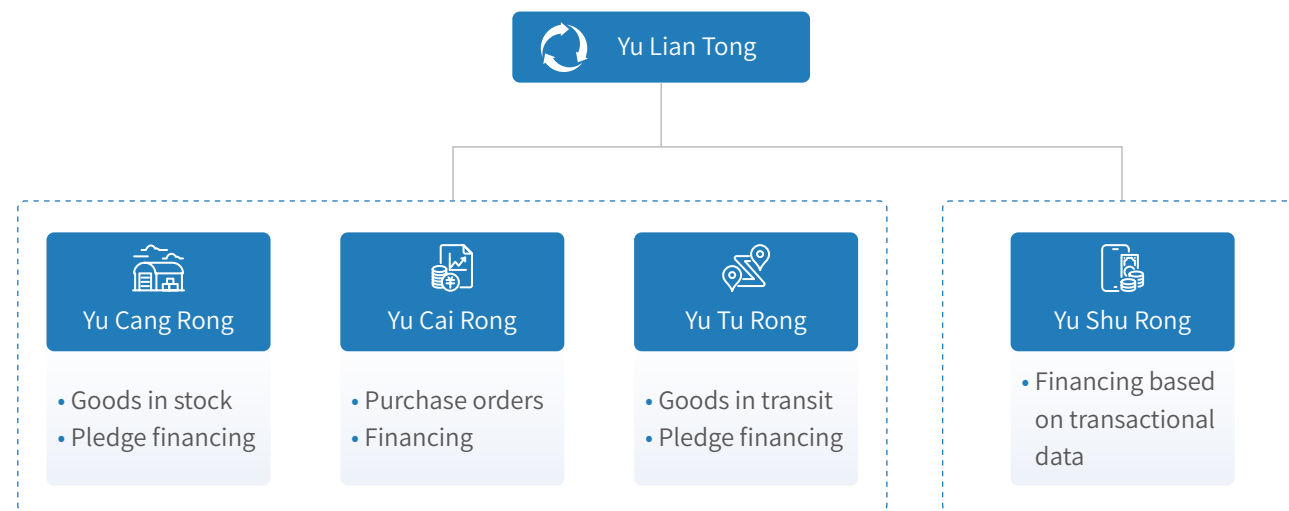 Yu Lian Tong
Yu Cang Rong
• Goods in stock
• Pledge financing
Yu Cai Rong
• Purchase orders
• Financing
Yu Tu Rong
• Goods in transit
• Pledge financing
Yu Shu Rong
• Financing based
on transactional
data